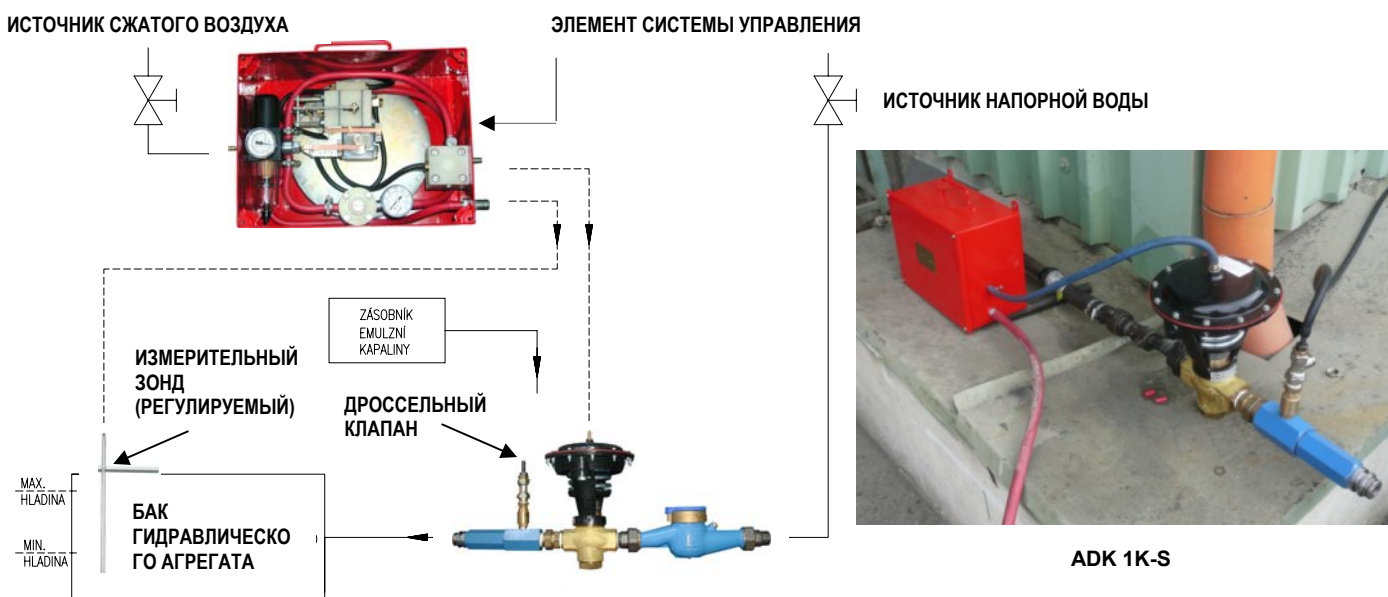 ИСТОЧНИК СЖАТОГО ВОЗДУХА
ЭЛЕМЕНТ СИСТЕМЫ УПРАВЛЕНИЯ
ИСТОЧНИК НАПОРНОЙ ВОДЫ
ZÁSOBNÍK
EMULZNÍ
KAPALINY
ИЗМЕРИТЕЛЬНЫЙ
ЗОНД
(РЕГУЛИРУЕМЫЙ)
ДРОССЕЛЬНЫЙ
КЛАПАН
MAX.
HLADINA
MIN.
HLADINA
БАК
ГИДРАВЛИЧЕСКО
ГО АГРЕГАТА
ADK 1K-S